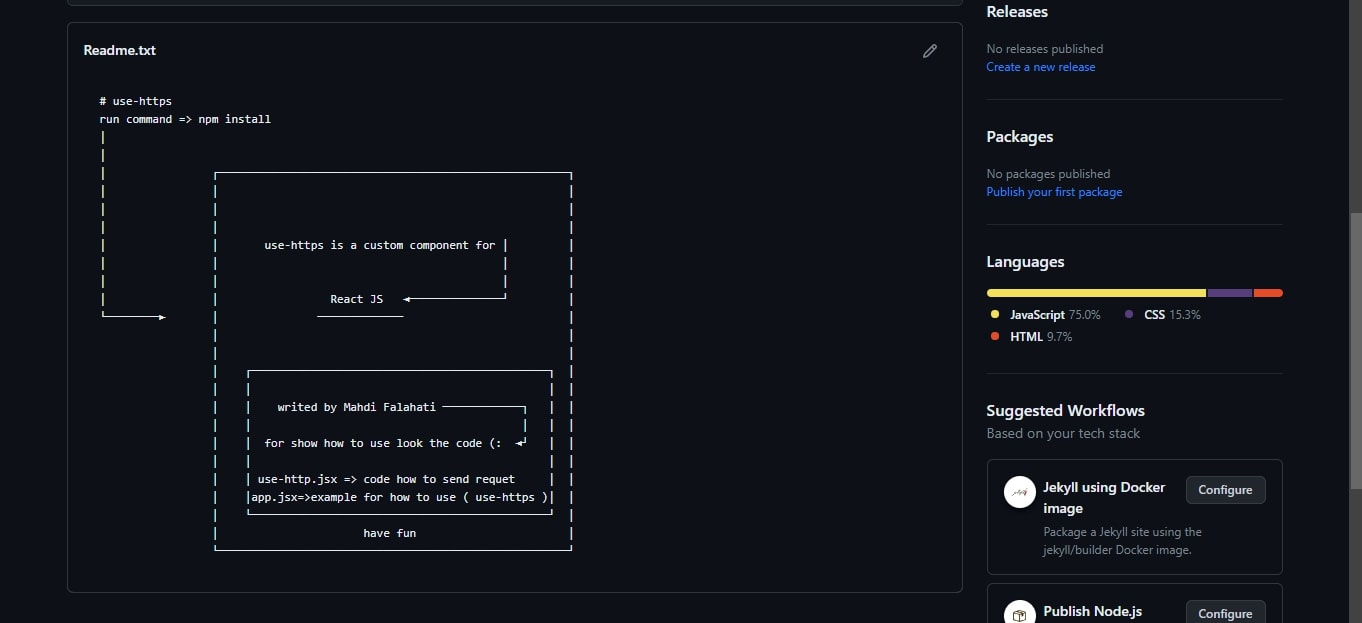 Readme.txt
# use-https
run command => npm install
use-https is a custom component for
React JS
writed by Mahdi Falahati
for show how to use look the code (:
use-http.jsx => code how to send requet
app.jsx=>example for how to use ( use-https )
have fun
Releases
No releases published
Create a new release
Packages
No packages published
Publish your first package
Languages
JavaScript 75.0% CSS 15.3%
HTML 9.7%
Suggested Workflows
Based on your tech stack
Jekyll using Docker Configure
image
Package a Jekyll site using the
jekyll/builder Docker image.
Publish Node.js Configure